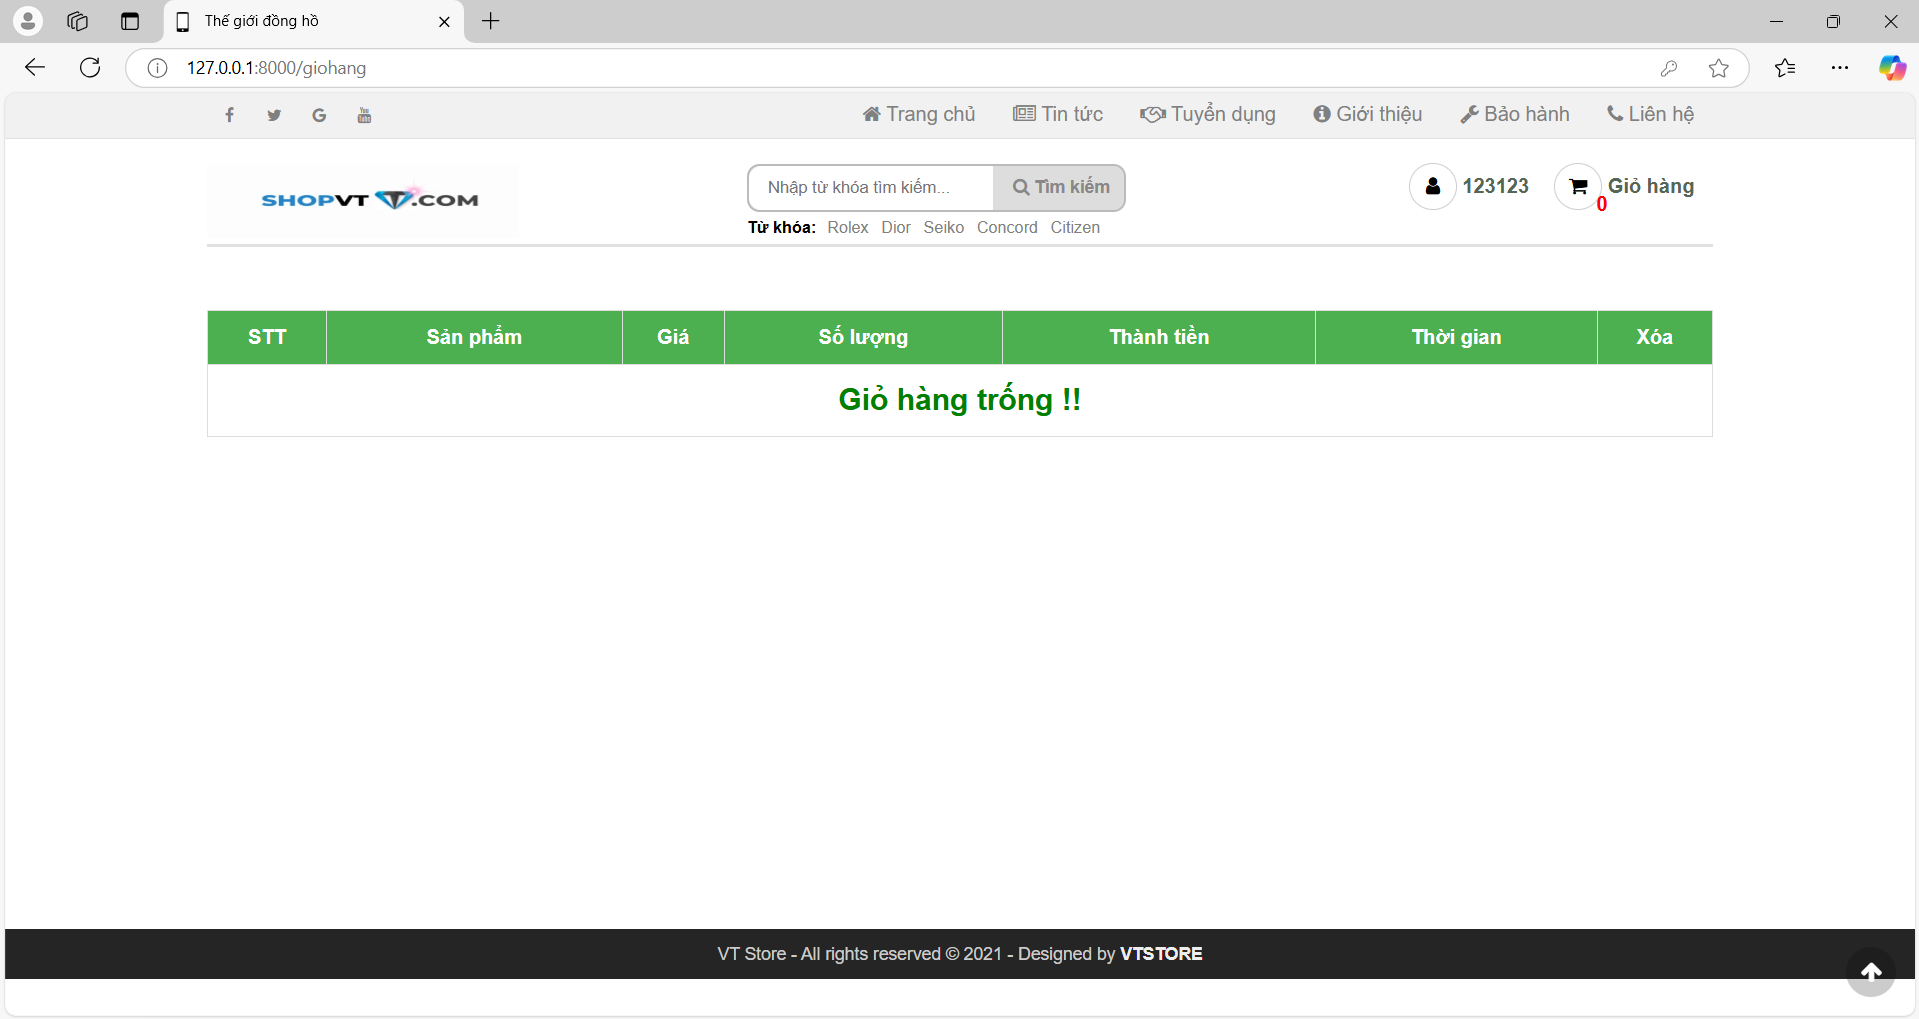 Thế giới đồng hồ
127.0.0.1:8000/giohang
Trang chủ Tin tức Tuyển dụng Giới thiệu Bảo hành Liên hệ
SHOPVT .COM
Nhập từ khóa tìm kiếm... Tìm kiếm
123123
Giỏ hàng
0
Từ khóa: Rolex Dior Seiko Concord Citizen
STT Sản phẩm Giá Số lượng Thành tiền Thời gian Xóa
Giỏ hàng trống !!
VT Store - All rights reserved © 2021 - Designed by VTSTORE